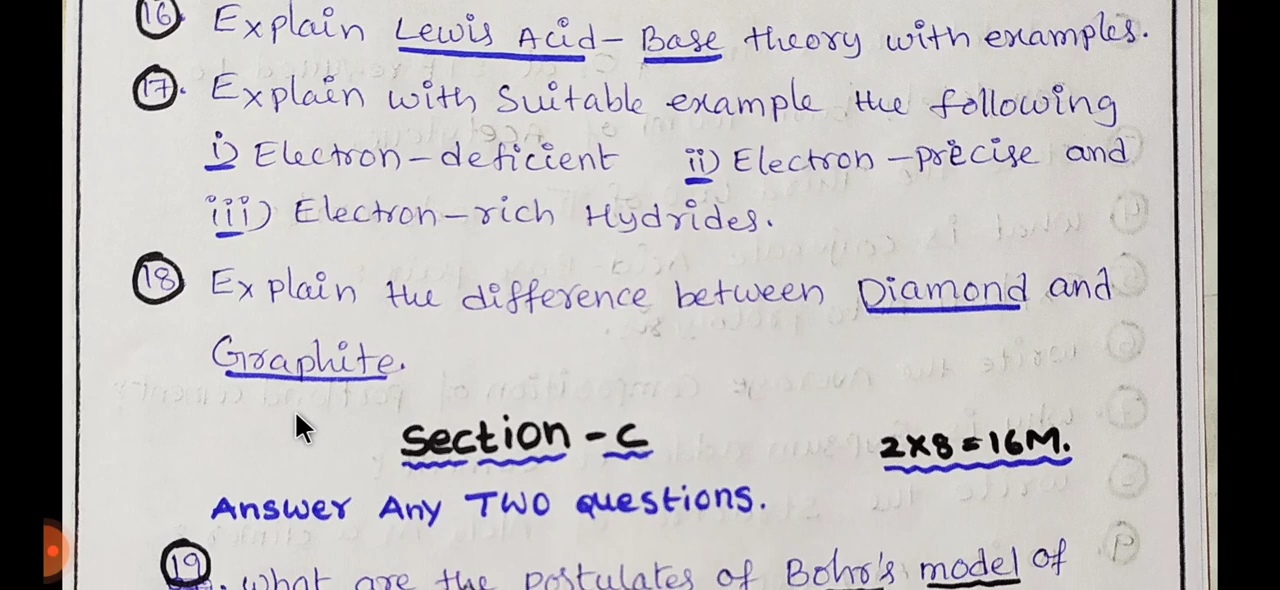 16. Explain Lewis Acid-Base theory with examples.
17. Explain with Suitable example the following
i) Electron-deficient ii) Electron-precise and
iii) Electron-rich Hydrides.
18 Explain the difference between Diamond and
Graphite.
Section-C 2x8=16M.
Answer Any TWO questions.
19. What are the postulates of Bohr's model of